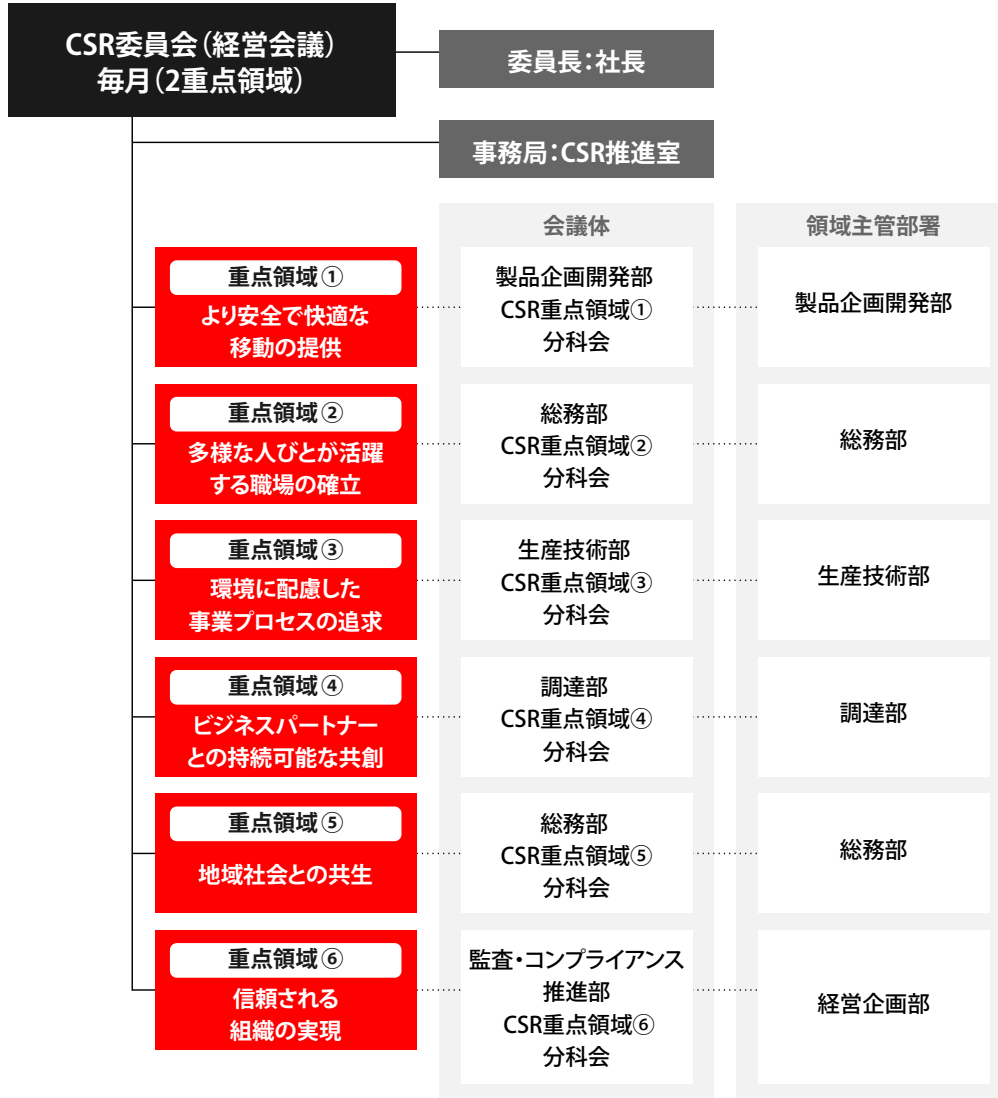 CSR委員会（経営会議）
毎月（2重点領域）
委員長：社長
事務局：CSR推進室
会議体
領域主管部署
重点領域①
より安全で快適な
移動の提供
製品企画開発部
CSR重点領域①
分科会
製品企画開発部
重点領域②
多様な人びとが活躍
する職場の確立
総務部
CSR重点領域②
分科会
総務部
重点領域③
環境に配慮した
事業プロセスの追求
生産技術部
CSR重点領域③
分科会
生産技術部
重点領域④
ビジネスパートナー
との持続可能な共創
調達部
CSR重点領域④
分科会
調達部
重点領域⑤
地域社会との共生
総務部
CSR重点領域⑤
分科会
総務部
重点領域⑥
信頼される
組織の実現
監査・コンプライアンス
推進部
CSR重点領域⑥
分科会
経営企画部